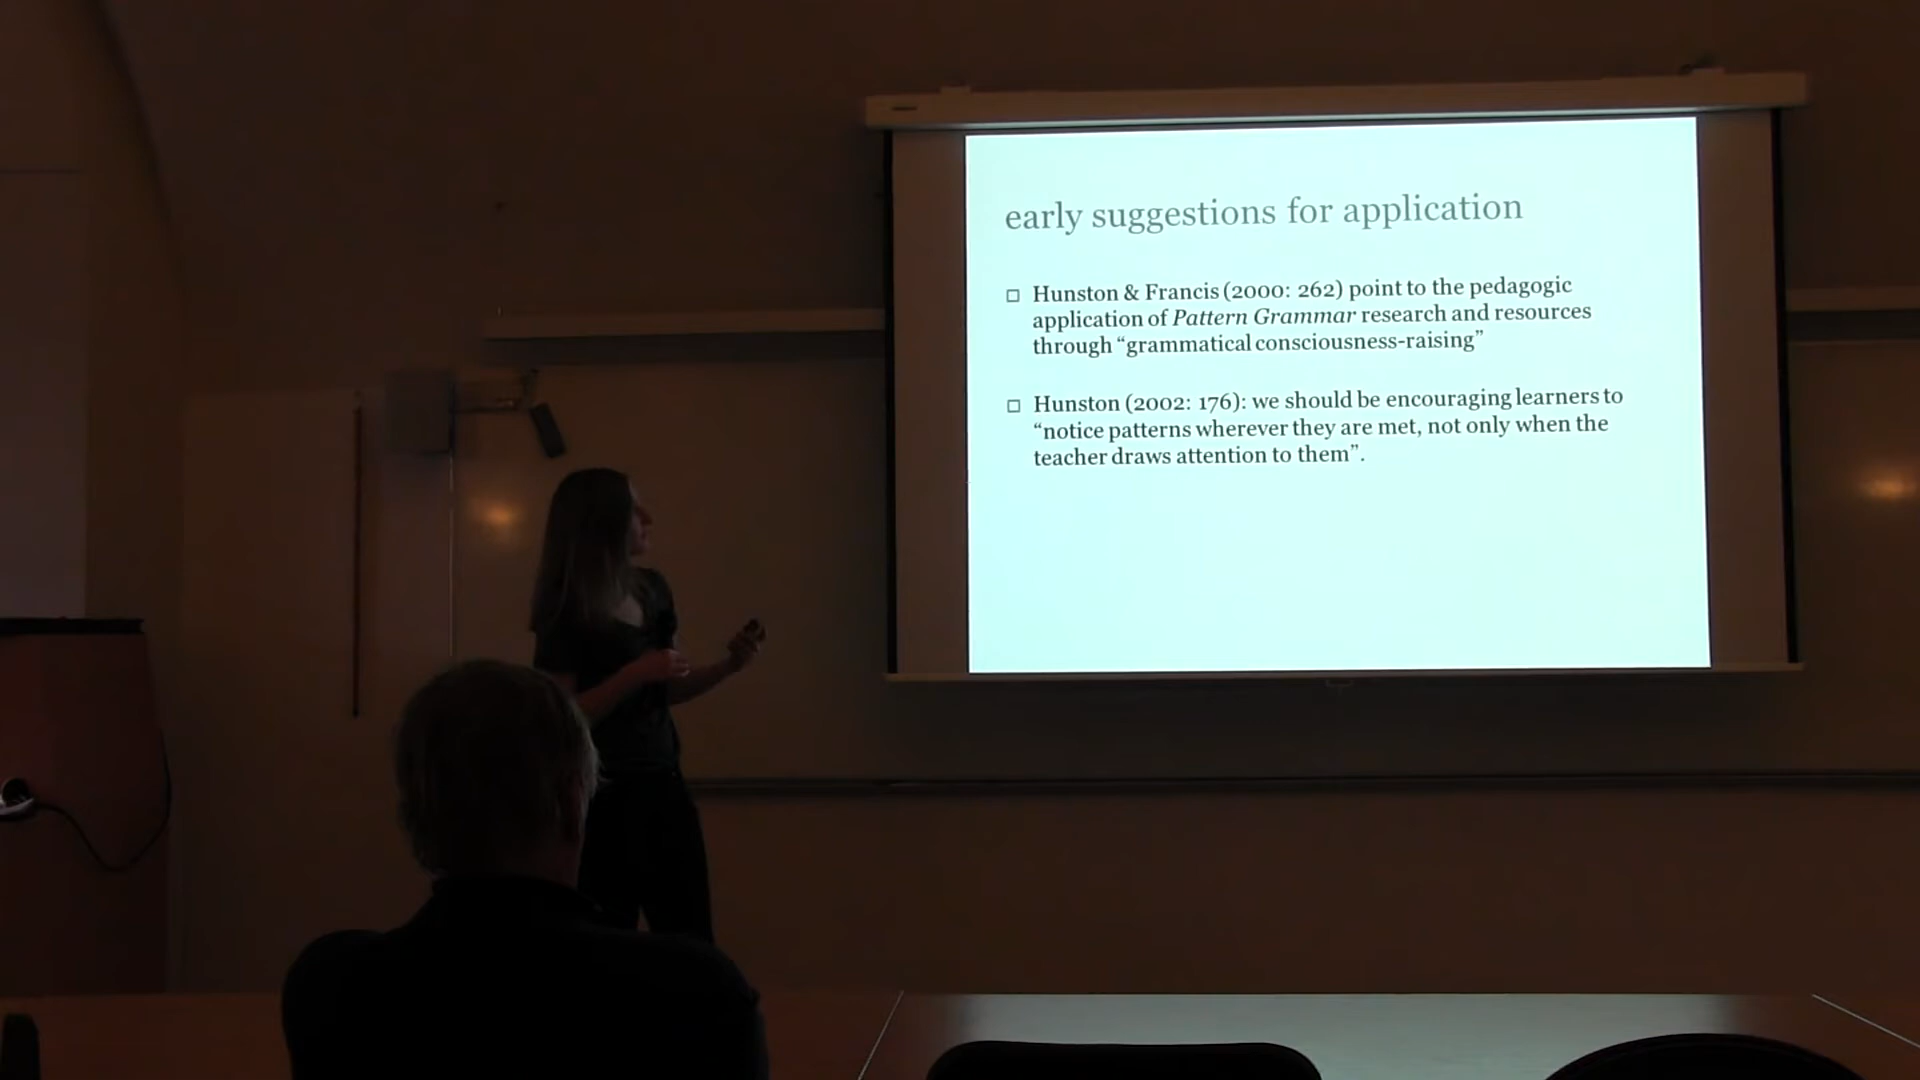 early suggestions for application
Hunston & Francis (2000: 262) point to the pedagogic
application of Pattern Grammar research and resources
through “grammatical consciousness-raising”
Hunston (2002: 176): we should be encouraging learners to
“notice patterns wherever they are met, not only when the
teacher draws attention to them”.